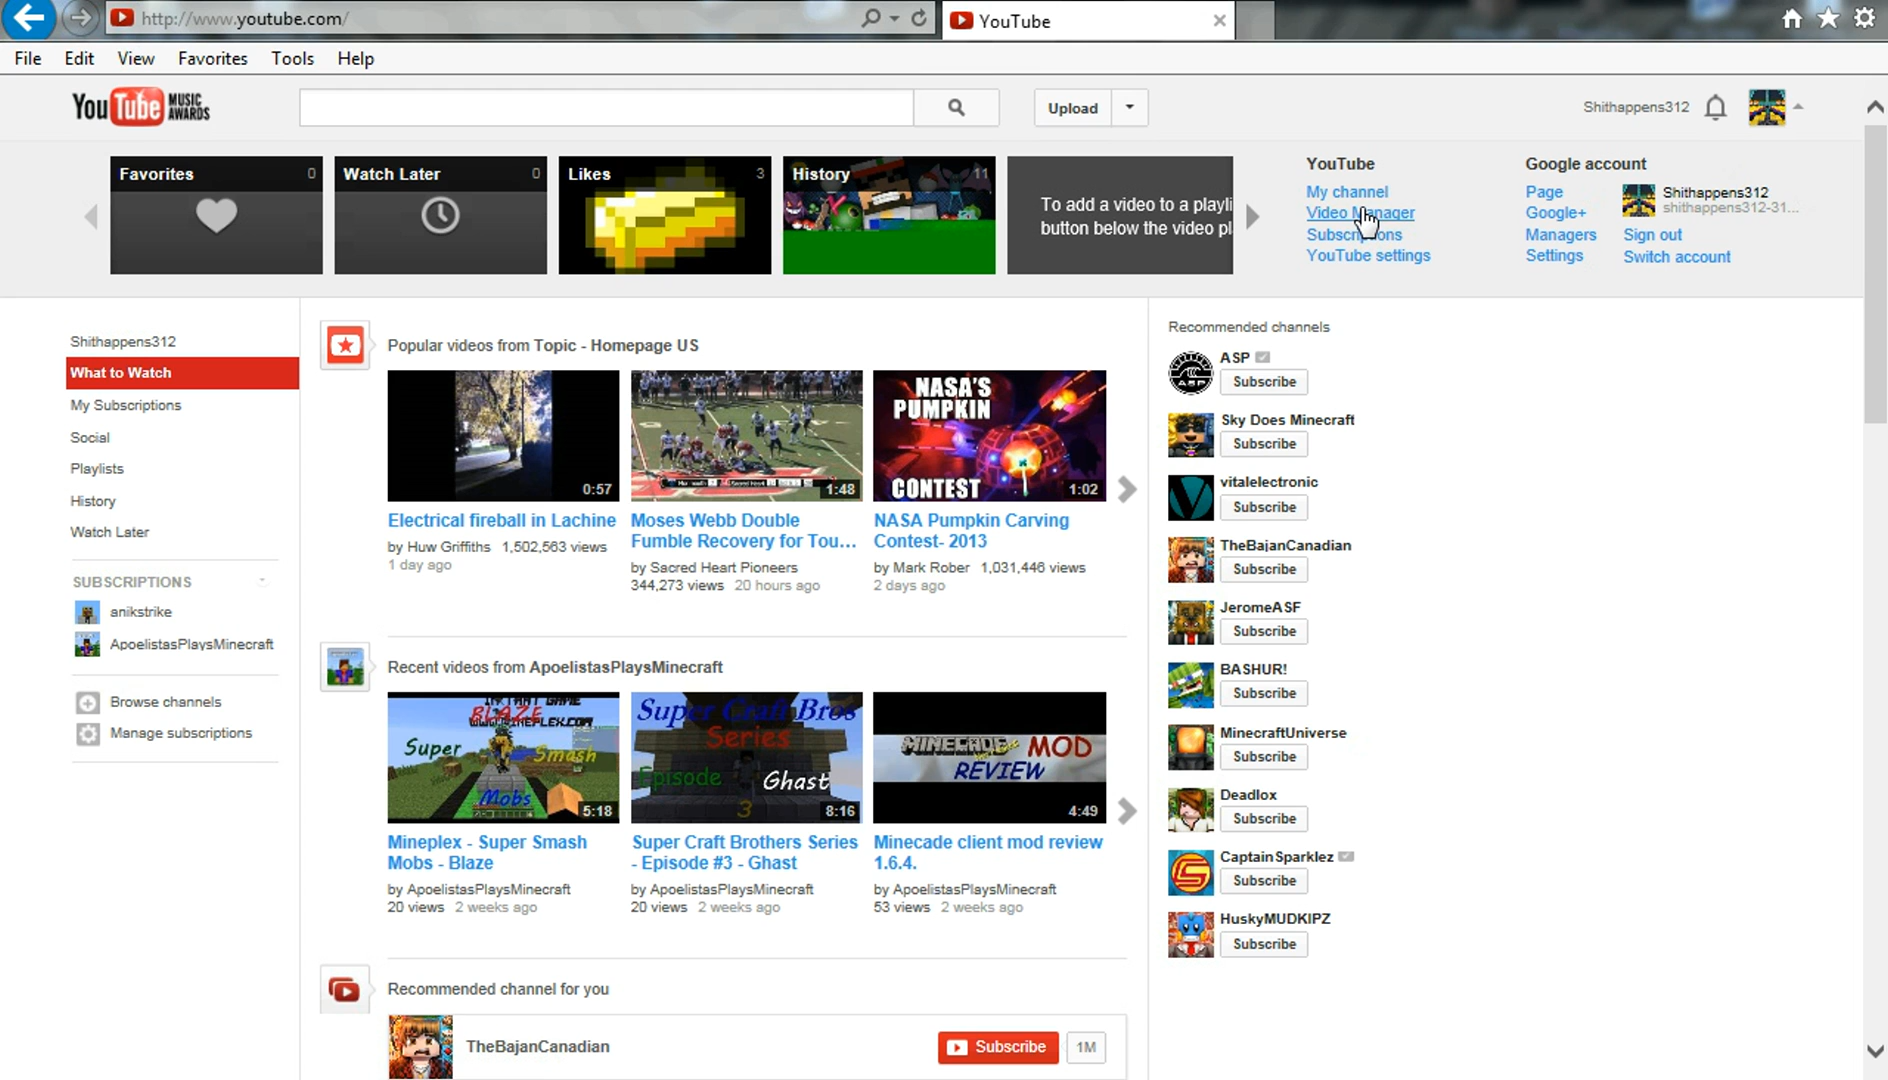 http://www.youtube.com/
YouTube
File Edit View Favorites Tools Help
You Tube MUSIC AWARDS
Upload
Shithappens312
Favorites 0
Watch Later 0
Likes 3
History 11
To add a video to a playli
button below the video pl
YouTube
My channel
Video Manager
Subscriptions
YouTube settings
Google account
Page
Google+
Managers
Settings
Shithappens312
shithappens312-31...
Sign out
Switch account
Shithappens312
What to Watch
My Subscriptions
Social
Playlists
History
Watch Later
SUBSCRIPTIONS
anikstrike
ApoelistasPlaysMinecraft
Browse channels
Manage subscriptions
Popular videos from Topic - Homepage US
0:57
Electrical fireball in Lachine
by Huw Griffiths 1,502,563 views
1 day ago
1:48
Moses Webb Double
Fumble Recovery for Tou...
by Sacred Heart Pioneers
344,273 views 20 hours ago
NASA'S
PUMPKIN
CONTEST
1:02
NASA Pumpkin Carving
Contest- 2013
by Mark Rober 1,031,446 views
2 days ago
Recent videos from ApoelistasPlaysMinecraft
BLAZE
Super Smash
Mobs
5:18
Mineplex - Super Smash
Mobs - Blaze
by ApoelistasPlaysMinecraft
20 views 2 weeks ago
Super Craft Bros
Series
Episode Ghast
3
8:16
Super Craft Brothers Series
- Episode #3 - Ghast
by ApoelistasPlaysMinecraft
20 views 2 weeks ago
MINECADE MOD
REVIEW
4:49
Minecade client mod review
1.6.4.
by ApoelistasPlaysMinecraft
53 views 2 weeks ago
Recommended channel for you
TheBajanCanadian
Subscribe 1M
Recommended channels
ASP
ASP
Subscribe
Sky Does Minecraft
Subscribe
vitalelectronic
Subscribe
TheBajanCanadian
Subscribe
JeromeASF
Subscribe
BASHUR!
Subscribe
MinecraftUniverse
Subscribe
Deadlox
Subscribe
CaptainSparklez
Subscribe
HuskyMUDKIPZ
Subscribe